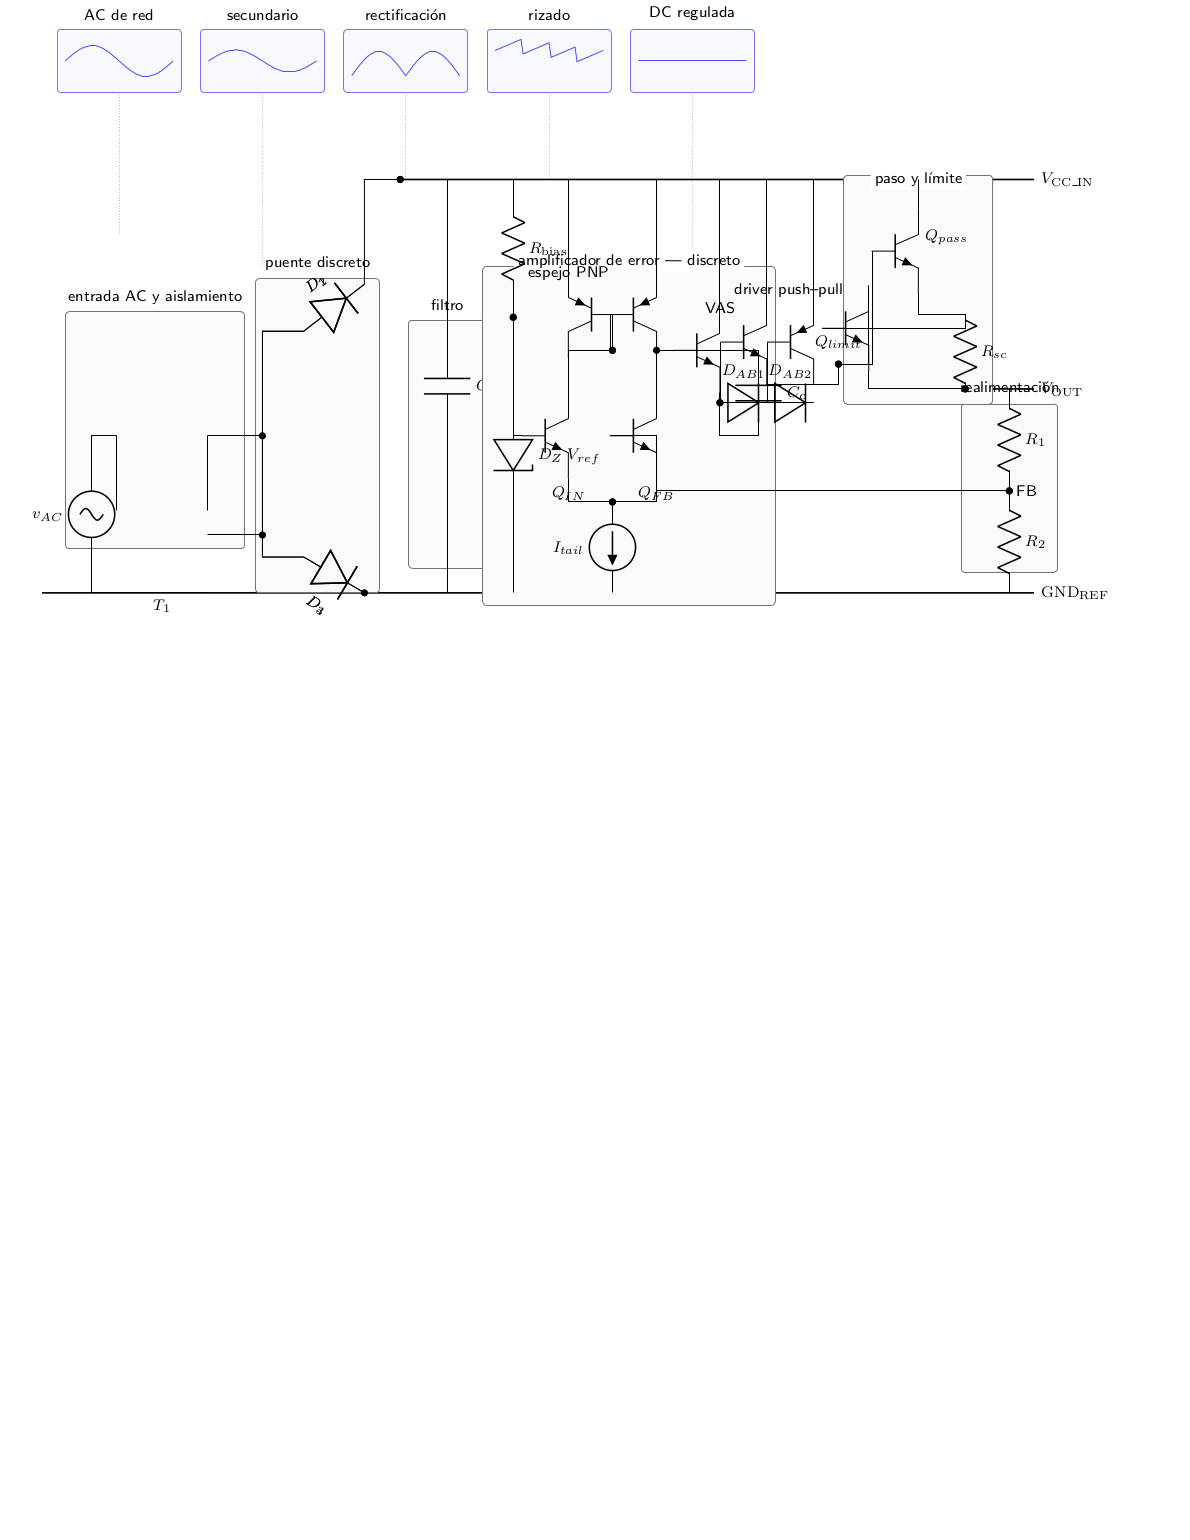 AC de red
secundario
rectificación
rizado
DC regulada
paso y límite
V_CC_IN
Q_pass
R_bias
amplificador de error — discreto
espejo PNP
puente discreto
entrada AC y aislamiento
filtro
driver push–pull
VAS
Q_limit
R_sc
D_AB1
D_AB2
C_c
realimentación
V_OUT
R_1
D_Z V_ref
Q_IN
Q_FB
FB
v_AC
I_tail
R_2
GND_REF
T_1